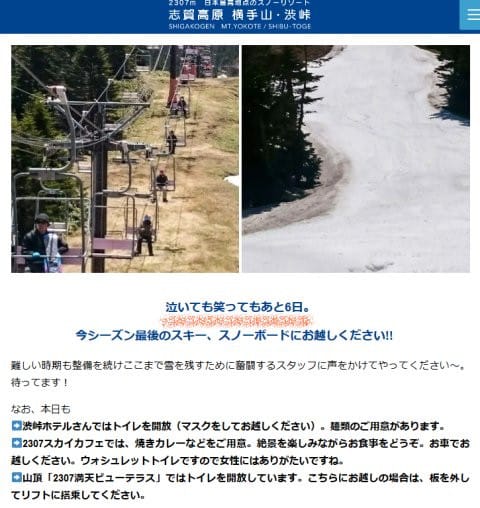 2307m 日本最高地点のスノーリゾート
志賀高原 横手山・渋峠
SHIGAKOGEN MT.YOKOTE / SHIBU-TOGE
泣いても笑ってもあと6日。
今シーズン最後のスキー、スノーボードにお越しください!!
難しい時期も整備を続けここまで雪を残すために奮闘するスタッフに声をかけてやってください〜。
待ってます！
なお、本日も
➡渋峠ホテルさんではトイレを開放（マスクをしてお越しください）。麺類のご用意があります。
➡2307スカイカフェでは、焼きカレーなどをご用意。絶景を楽しみながらお食事をどうぞ。お車でお
越しください。ウォシュレットトイレですので女性にはありがたいですね。
➡山頂「2307満天ビューテラス」ではトイレを開放しています。こちらにお越しの場合は、板を外し
てリフトに搭乗してください。